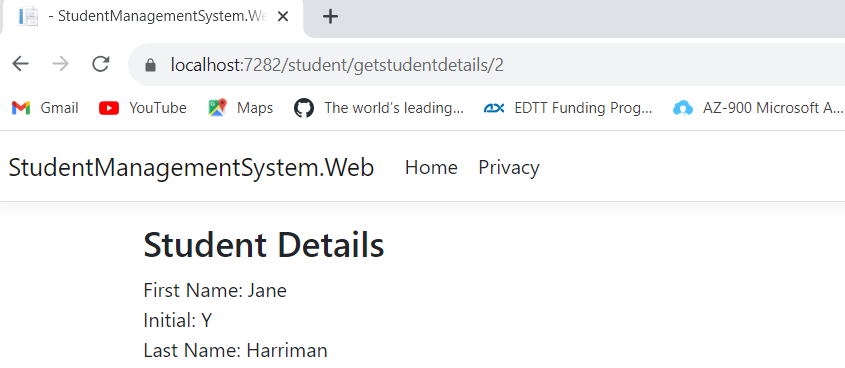 - StudentManagementSystem.We
localhost:7282/student/getstudentdetails/2
Gmail YouTube Maps The world's leading... EDTT Funding Prog... AZ-900 Microsoft A...
StudentManagementSystem.Web Home Privacy
Student Details
First Name: Jane
Initial: Y
Last Name: Harriman